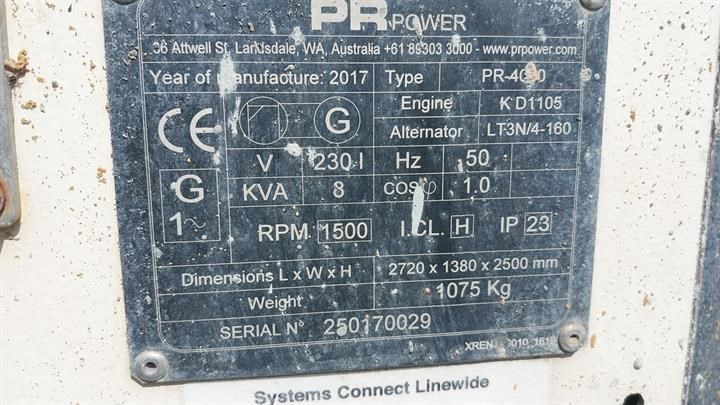 PR POWER
36 Attwell St, Landsdale, WA, Australia +61 89303 3000 - www.prpower.com
Year of manufacture: 2017 Type
Engine K D1105
CE G Alternator LT3N/4-160
V 230 Hz 50
G KVA 8 cosφ 1.0
1~ RPM 1500 I.CL. H IP 23
Dimensions L x W x H 2720 x 1380 x 2500 mm
Weight 1075 Kg
SERIAL N° 250170029
Systems Connect Linewide